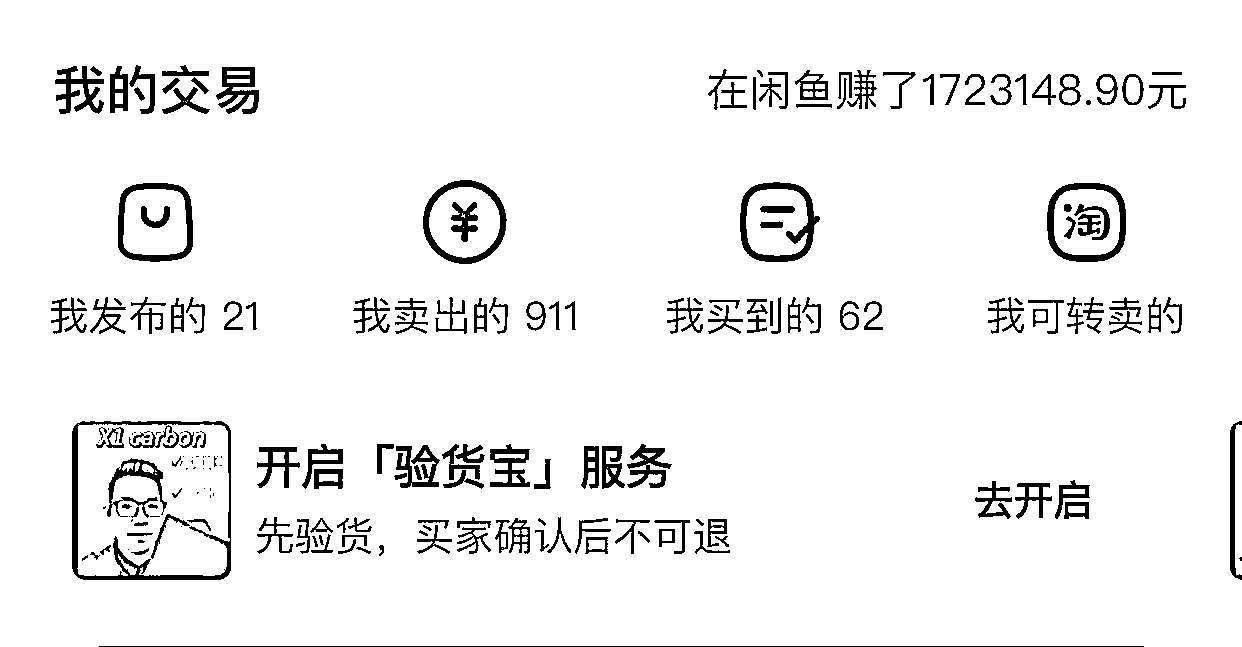 我的交易
在闲鱼赚了1723148.90元
淘
我发布的 21
我卖出的 911
我买到的 62
我可转卖的
X1 carbon
开启「验货宝」服务
先验货，买家确认后不可退
去开启